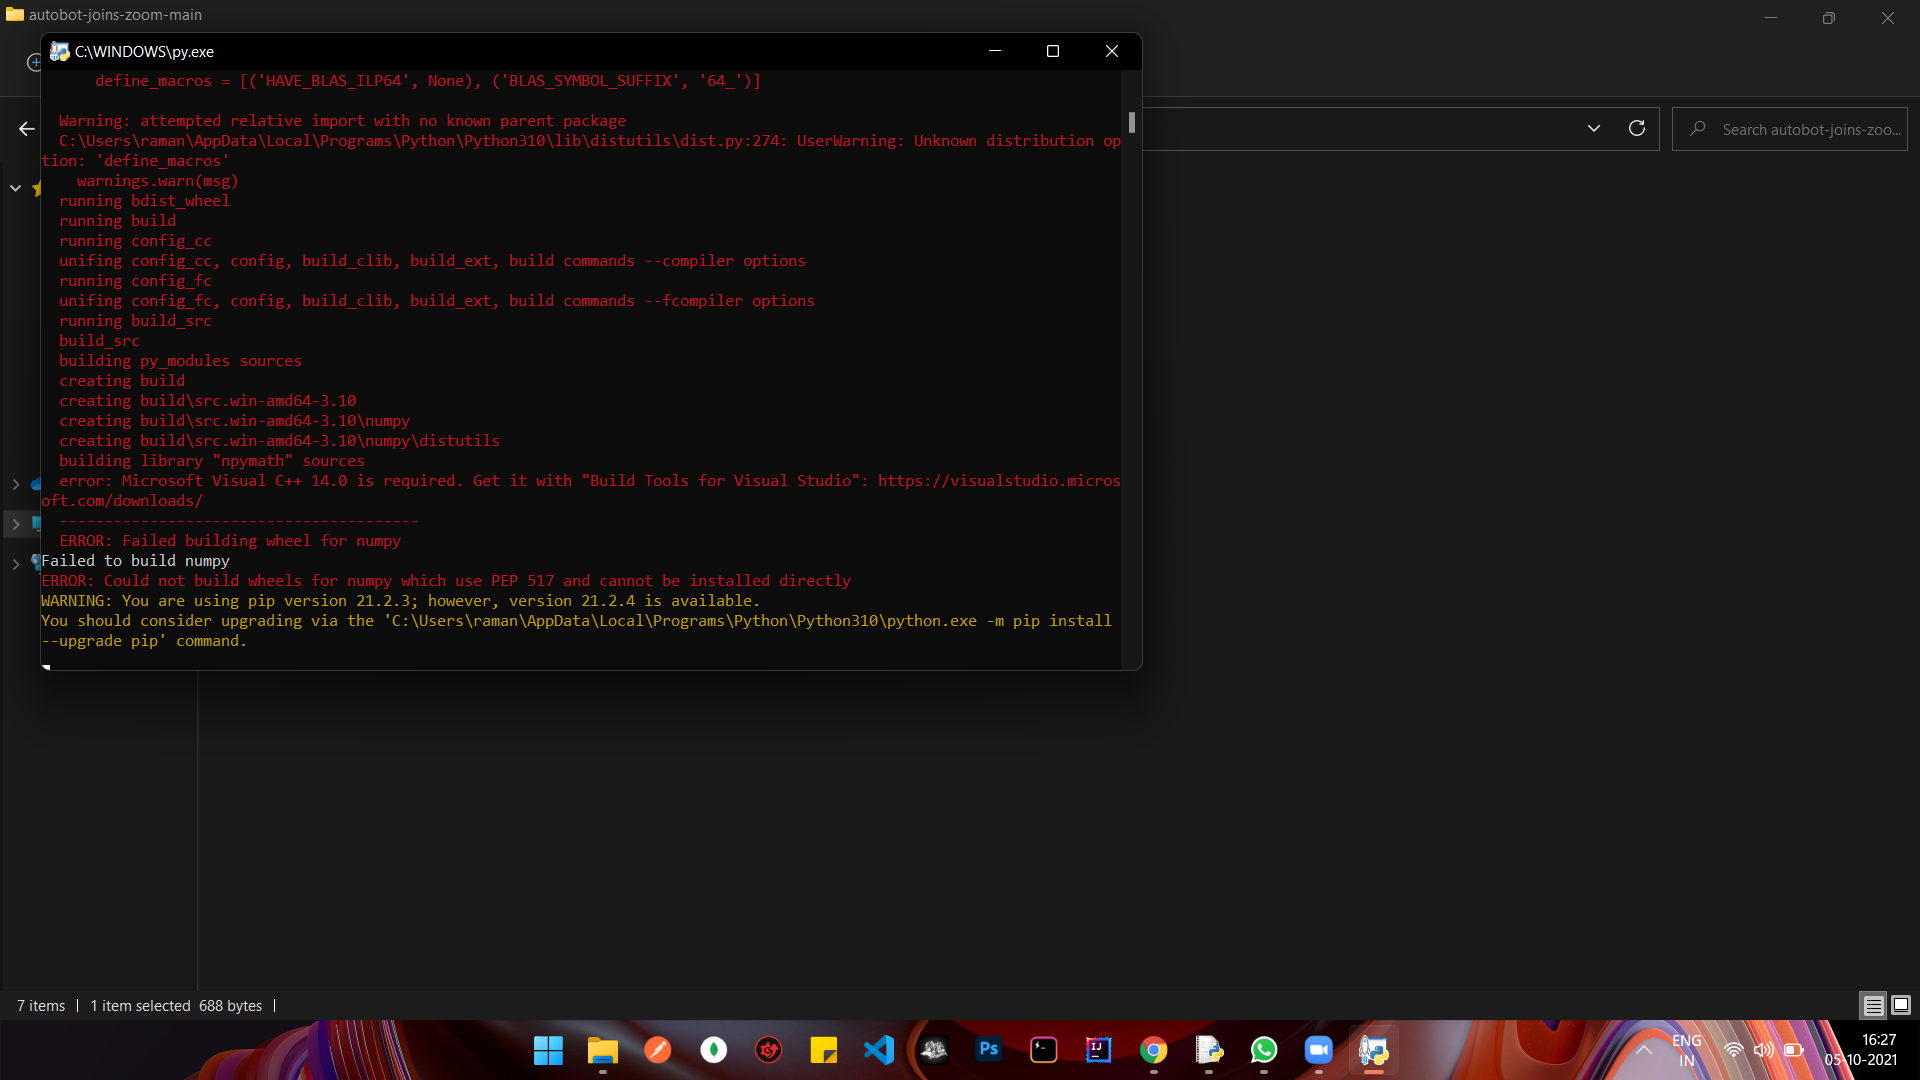 autobot-joins-zoom-main
C:\WINDOWS\py.exe
define_macros = [('HAVE_BLAS_ILP64', None), ('BLAS_SYMBOL_SUFFIX', '64_')]
Warning: attempted relative import with no known parent package
C:\Users\raman\AppData\Local\Programs\Python\Python310\lib\distutils\dist.py:274: UserWarning: Unknown distribution op
tion: 'define_macros'
warnings.warn(msg)
running bdist_wheel
running build
running config_cc
unifing config_cc, config, build_clib, build_ext, build commands --compiler options
running config_fc
unifing config_fc, config, build_clib, build_ext, build commands --fcompiler options
running build_src
build_src
building py_modules sources
creating build
creating build\src.win-amd64-3.10
creating build\src.win-amd64-3.10\numpy
creating build\src.win-amd64-3.10\numpy\distutils
building library "npymath" sources
error: Microsoft Visual C++ 14.0 is required. Get it with "Build Tools for Visual Studio": https://visualstudio.micros
oft.com/downloads/
----------------------------------------
ERROR: Failed building wheel for numpy
Failed to build numpy
ERROR: Could not build wheels for numpy which use PEP 517 and cannot be installed directly
WARNING: You are using pip version 21.2.3; however, version 21.2.4 is available.
You should consider upgrading via the 'C:\Users\raman\AppData\Local\Programs\Python\Python310\python.exe -m pip install
--upgrade pip' command.
Search autobot-joins-zoo...
7 items | 1 item selected 688 bytes |
Ps
IJ
ENG
IN
16:27
05-10-2021